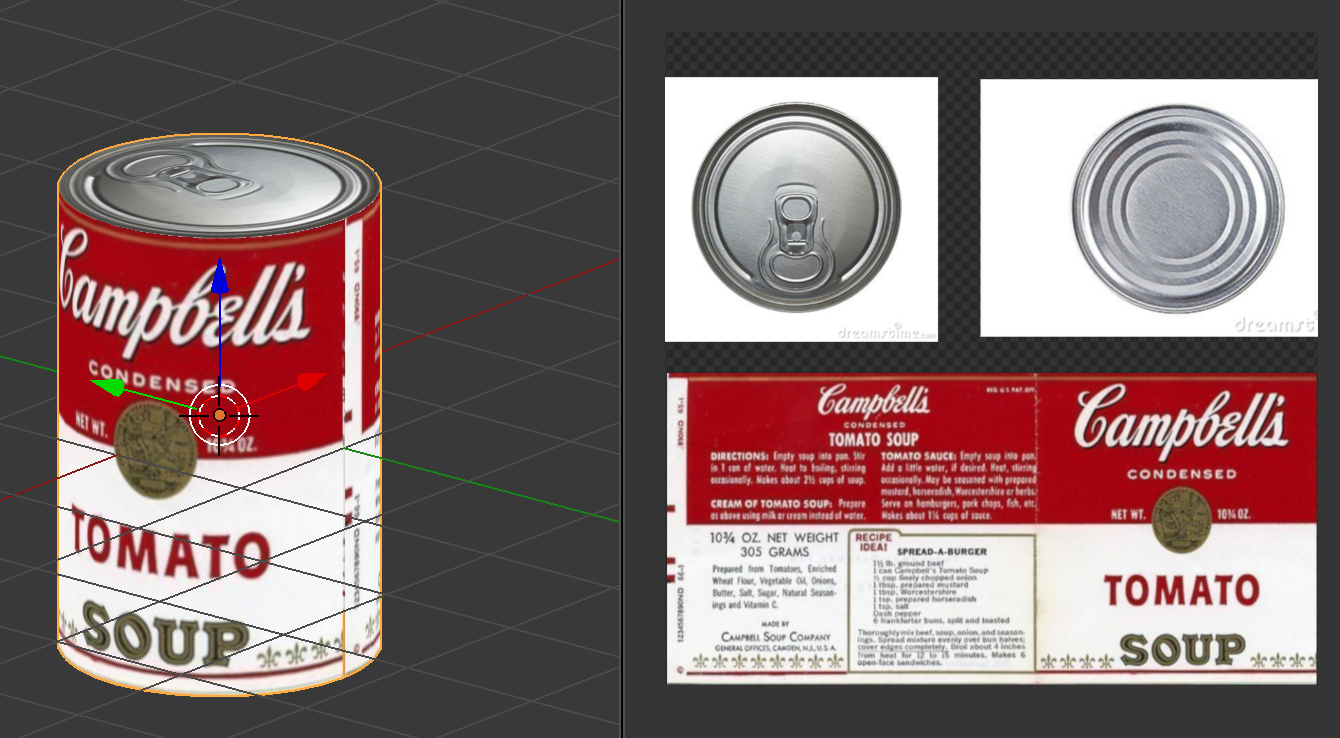 Campbell's
CONDENSED
NET WT.
10¾ OZ.
TOMATO
SOUP
dreamstime.com
dreamst
Campbell's
REG. U.S. PAT. OFF.
CONDENSED
TOMATO SOUP
DIRECTIONS: Empty soup into pan. Stir
in 1 can of water. Heat to boiling, stirring
occasionally. Makes about 2½ cups of soup.
CREAM OF TOMATO SOUP: Prepare
as above using milk or cream instead of water.
TOMATO SAUCE: Empty soup into pan.
Add a little water, if desired. Heat, stirring
occasionally. May be seasoned with prepared
mustard, horseradish, Worcestershire or herbs.
Serve on hamburgers, pork chops, fish, etc.
Makes about 1¼ cups of sauce.
10¾ OZ. NET WEIGHT
305 GRAMS
Prepared from Tomatoes, Enriched
Wheat Flour, Vegetable Oil, Onions,
Butter, Salt, Sugar, Natural Season-
ings and Vitamin C.
MADE BY
CAMPBELL SOUP COMPANY
GENERAL OFFICES, CAMDEN, N.J., U.S.A.
RECIPE
IDEA!
SPREAD-A-BURGER
1½ lb. ground beef
1 can Campbell's Tomato Soup
finely chopped onion
1 tbsp. prepared mustard
1 tbsp. Worcestershire
1 tsp. prepared horseradish
1 tsp. salt
Dash pepper
6 frankfurter buns, split and toasted
Thoroughly mix beef, soup, onion, and season-
ings. Spread mixture evenly over bun halves;
cover edges completely. Broil about 4 inches
from heat for 12 to 15 minutes. Makes 6
open-face sandwiches.
Campbell's
CONDENSED
NET WT.
10¾ OZ.
TOMATO
SOUP